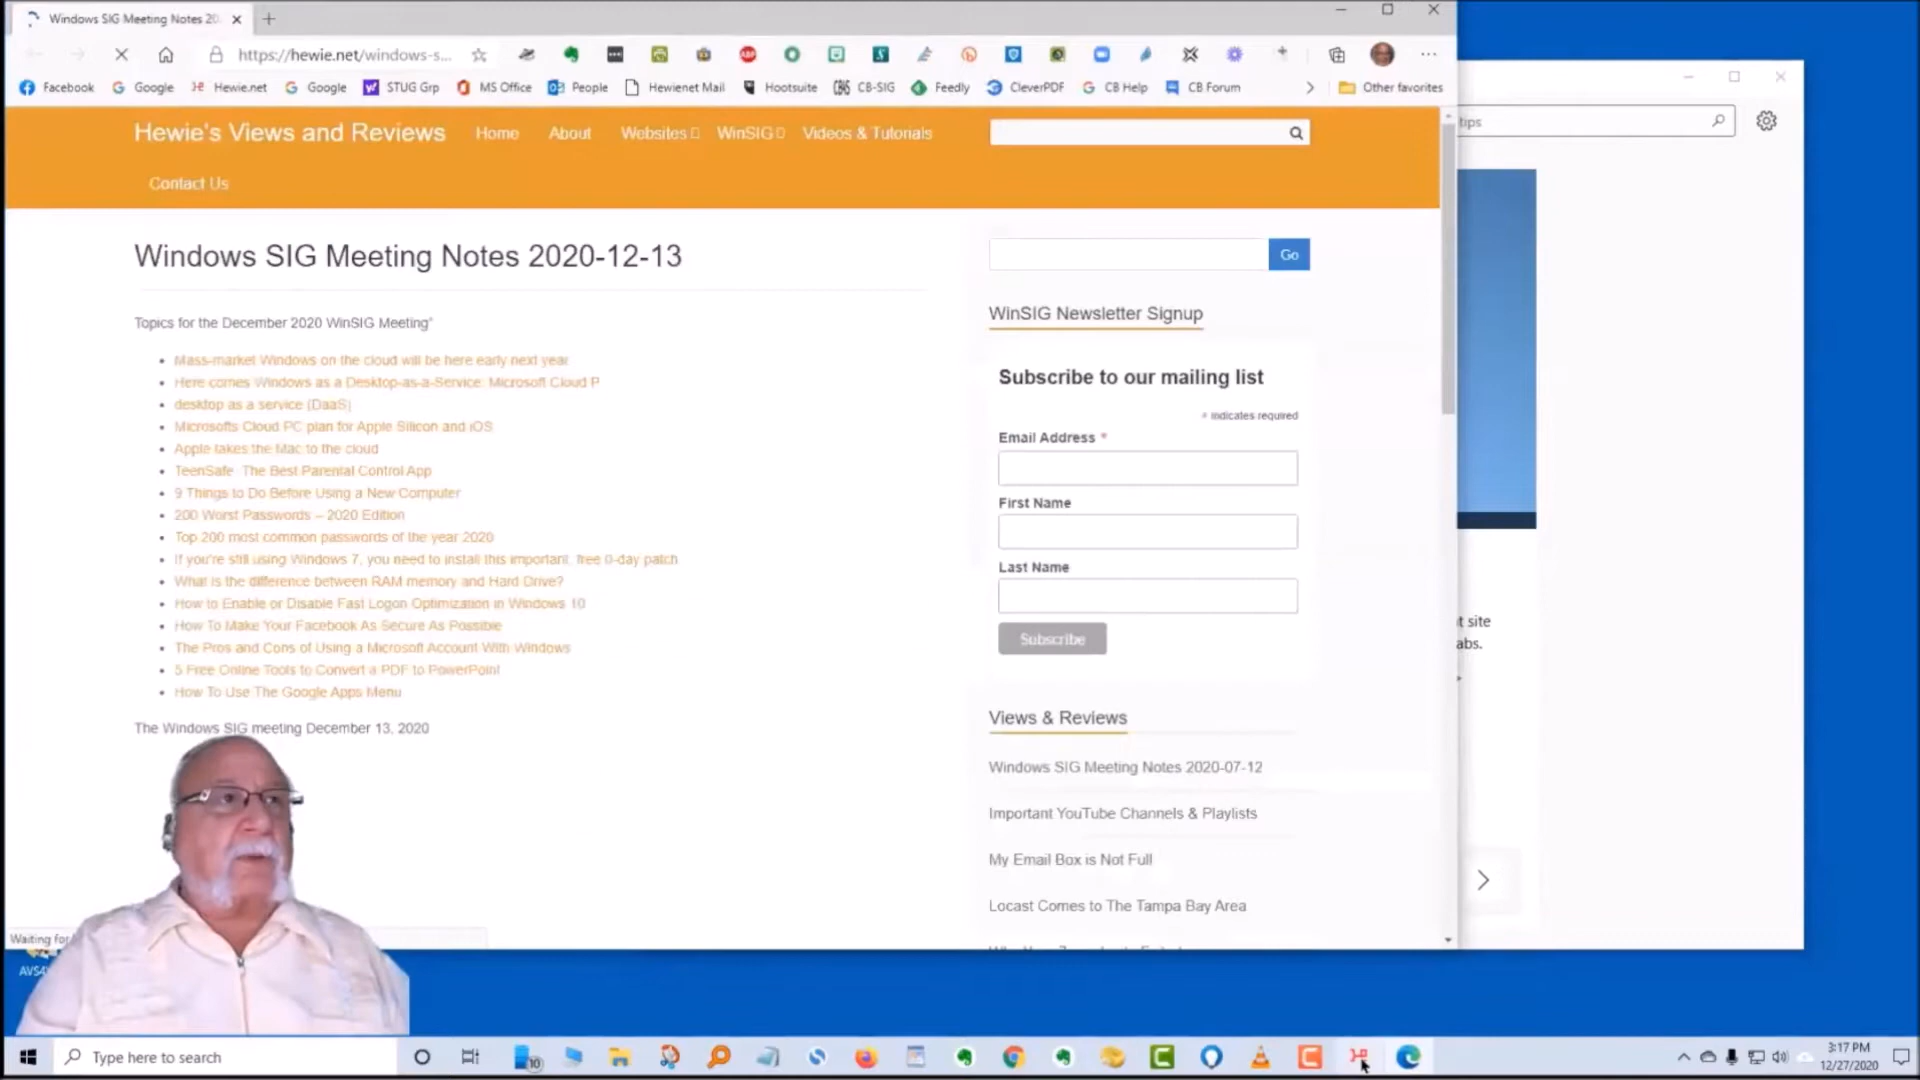 Windows SIG Meeting Notes 20
https://hewie.net/windows-s...
Facebook Google Hewie.net Google STUG Grp MS Office People Hewienet Mail Hootsuite CB-SIG Feedly CleverPDF CB Help CB Forum Other favorites
Hewie's Views and Reviews Home About Websites WinSIG Videos & Tutorials
Contact Us
tips
Windows SIG Meeting Notes 2020-12-13
Topics for the December 2020 WinSIG Meeting"
Mass-market Windows on the cloud will be here early next year
Here comes Windows as a Desktop-as-a-Service: Microsoft Cloud P
desktop as a service (DaaS)
Microsofts Cloud PC plan for Apple Silicon and iOS
Apple takes the Mac to the cloud
TeenSafe The Best Parental Control App
9 Things to Do Before Using a New Computer
200 Worst Passwords – 2020 Edition
Top 200 most common passwords of the year 2020
If you're still using Windows 7, you need to install this important, free 0-day patch
What is the difference between RAM memory and Hard Drive?
How to Enable or Disable Fast Logon Optimization in Windows 10
How To Make Your Facebook As Secure As Possible
The Pros and Cons of Using a Microsoft Account With Windows
5 Free Online Tools to Convert a PDF to PowerPoint
How To Use The Google Apps Menu
The Windows SIG meeting December 13, 2020
Go
WinSIG Newsletter Signup
Subscribe to our mailing list
* indicates required
Email Address *
First Name
Last Name
Subscribe
Views & Reviews
Windows SIG Meeting Notes 2020-07-12
Important YouTube Channels & Playlists
My Email Box is Not Full
Locast Comes to The Tampa Bay Area
t site
abs.
Waiting for
AVS4
Type here to search
10
3:17 PM
12/27/2020